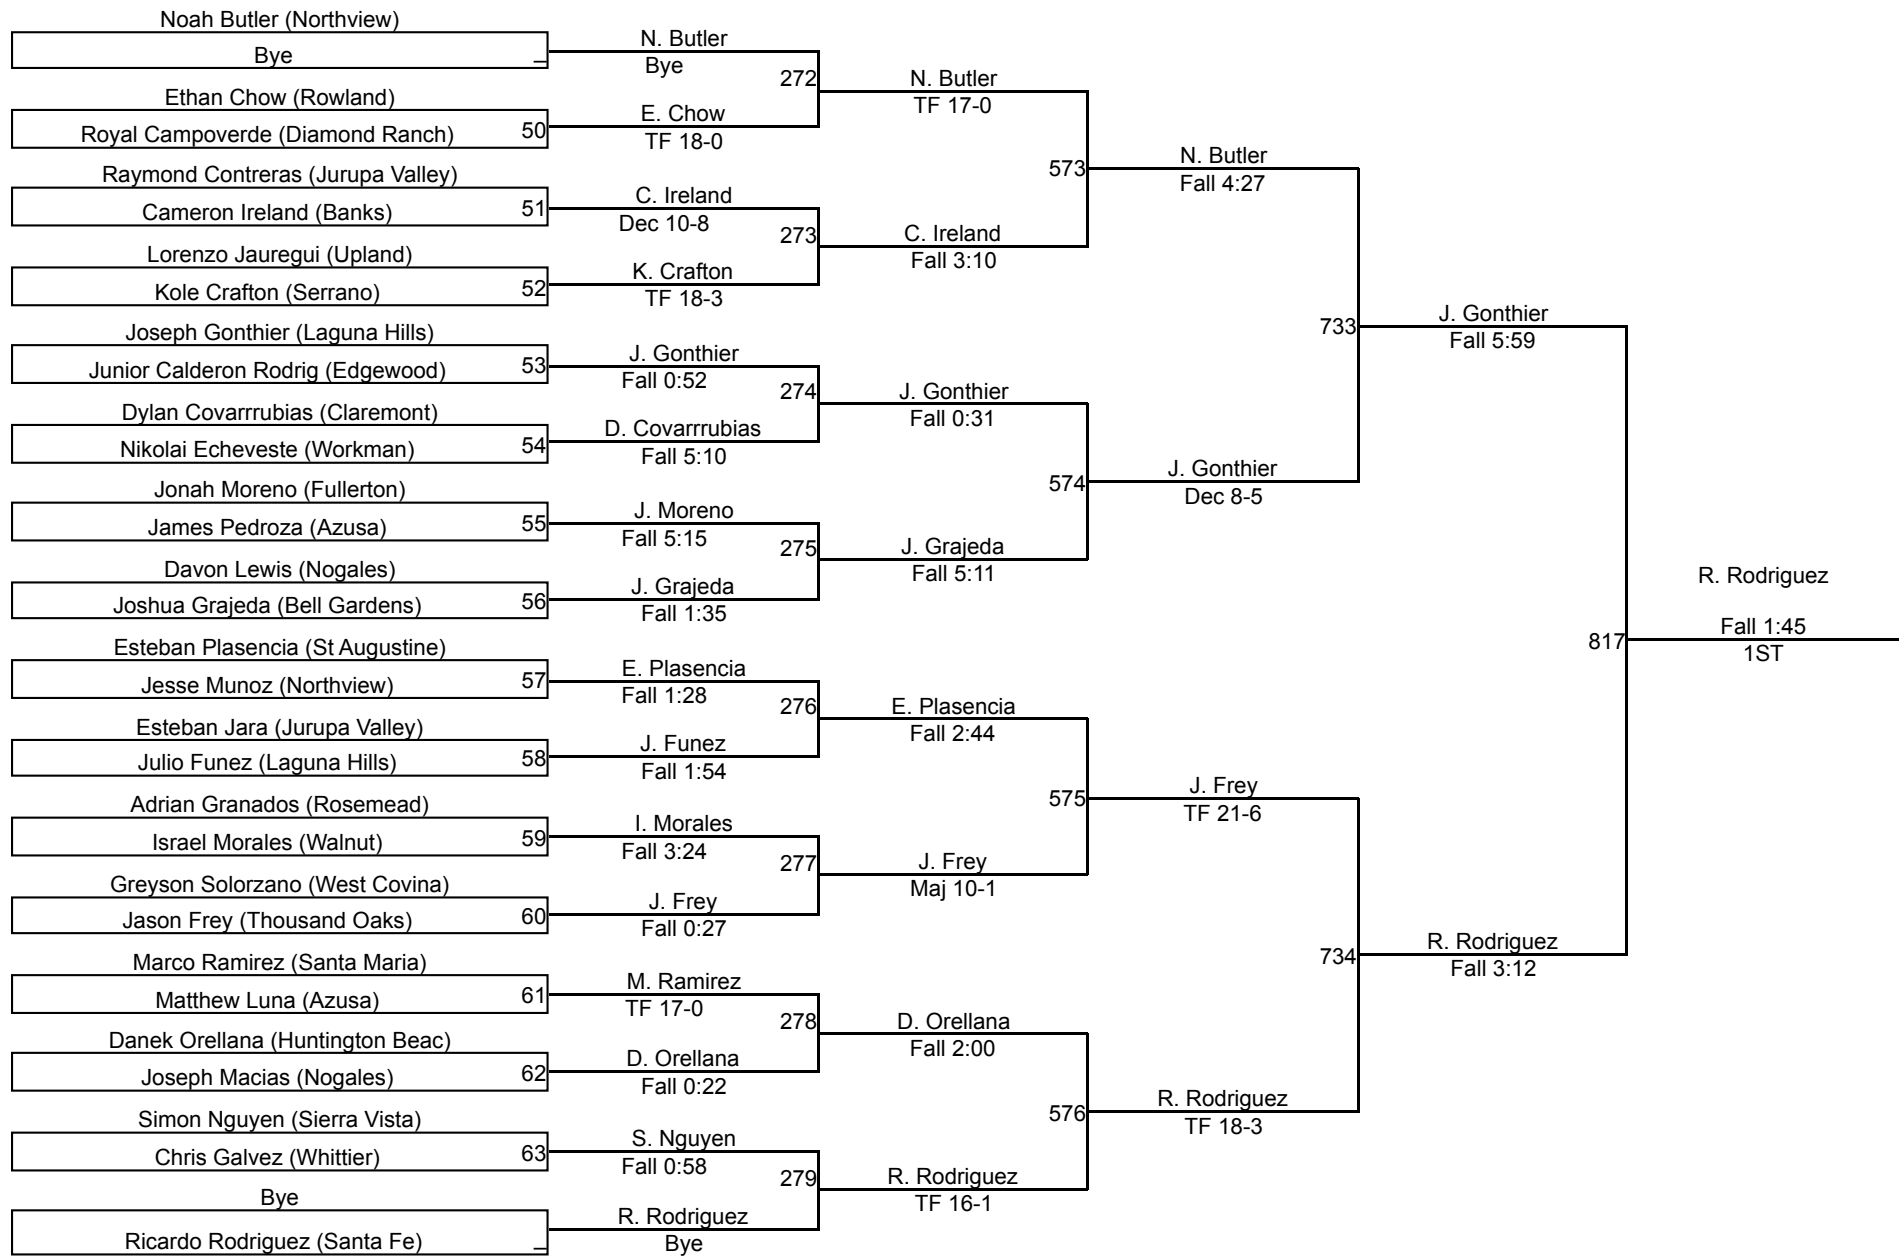 Noah Butler (Northview)
Bye _
Ethan Chow (Rowland)
Royal Campoverde (Diamond Ranch) 50
Raymond Contreras (Jurupa Valley)
Cameron Ireland (Banks) 51
Lorenzo Jauregui (Upland)
Kole Crafton (Serrano) 52
Joseph Gonthier (Laguna Hills)
Junior Calderon Rodrig (Edgewood) 53
Dylan Covarrrubias (Claremont)
Nikolai Echeveste (Workman) 54
Jonah Moreno (Fullerton)
James Pedroza (Azusa) 55
Davon Lewis (Nogales)
Joshua Grajeda (Bell Gardens) 56
Esteban Plasencia (St Augustine)
Jesse Munoz (Northview) 57
Esteban Jara (Jurupa Valley)
Julio Funez (Laguna Hills) 58
Adrian Granados (Rosemead)
Israel Morales (Walnut) 59
Greyson Solorzano (West Covina)
Jason Frey (Thousand Oaks) 60
Marco Ramirez (Santa Maria)
Matthew Luna (Azusa) 61
Danek Orellana (Huntington Beac)
Joseph Macias (Nogales) 62
Simon Nguyen (Sierra Vista)
Chris Galvez (Whittier) 63
Bye
Ricardo Rodriguez (Santa Fe) _
N. Butler
Bye
272
E. Chow
TF 18-0
C. Ireland
Dec 10-8
273
K. Crafton
TF 18-3
J. Gonthier
Fall 0:52
274
D. Covarrrubias
Fall 5:10
J. Moreno
Fall 5:15
275
J. Grajeda
Fall 1:35
E. Plasencia
Fall 1:28
276
J. Funez
Fall 1:54
I. Morales
Fall 3:24
277
J. Frey
Fall 0:27
M. Ramirez
TF 17-0
278
D. Orellana
Fall 0:22
S. Nguyen
Fall 0:58
279
R. Rodriguez
Bye
N. Butler
TF 17-0
573
C. Ireland
Fall 3:10
J. Gonthier
Fall 0:31
574
J. Grajeda
Fall 5:11
E. Plasencia
Fall 2:44
575
J. Frey
Maj 10-1
D. Orellana
Fall 2:00
576
R. Rodriguez
TF 16-1
N. Butler
Fall 4:27
733
J. Gonthier
Dec 8-5
J. Frey
TF 21-6
734
R. Rodriguez
TF 18-3
J. Gonthier
Fall 5:59
817
R. Rodriguez
Fall 3:12
R. Rodriguez
Fall 1:45
1ST